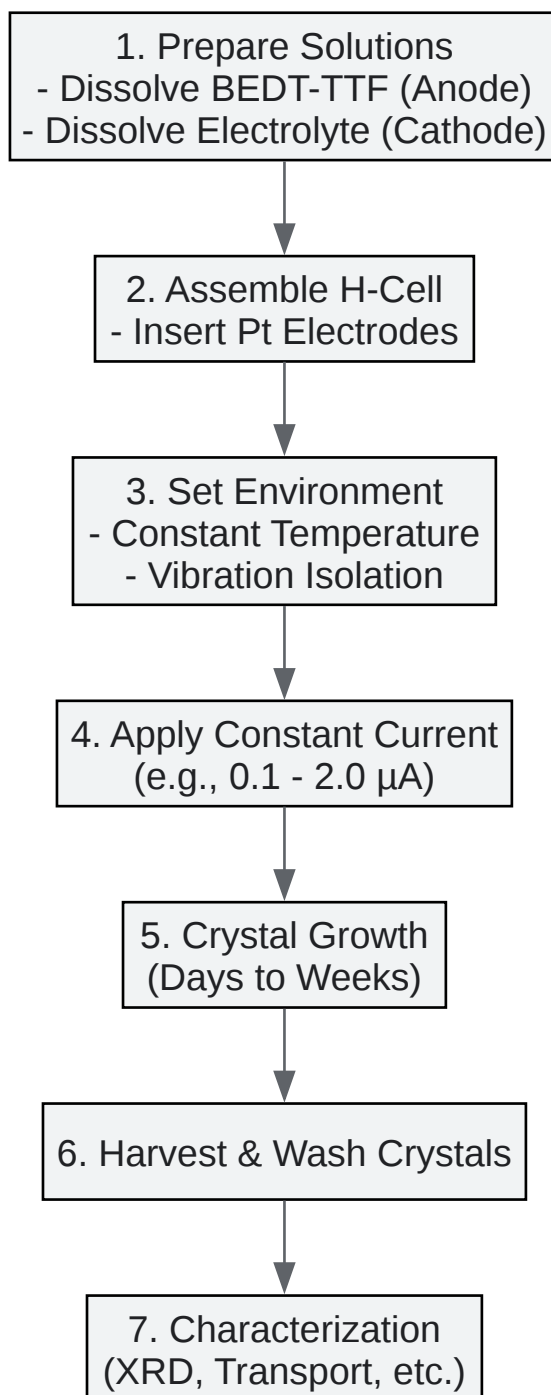 1. Prepare Solutions
- Dissolve BEDT-TTF (Anode)
- Dissolve Electrolyte (Cathode)
2. Assemble H-Cell
- Insert Pt Electrodes
3. Set Environment
- Constant Temperature
- Vibration Isolation
4. Apply Constant Current
(e.g., 0.1 - 2.0 µA)
5. Crystal Growth
(Days to Weeks)
6. Harvest & Wash Crystals
7. Characterization
(XRD, Transport, etc.)